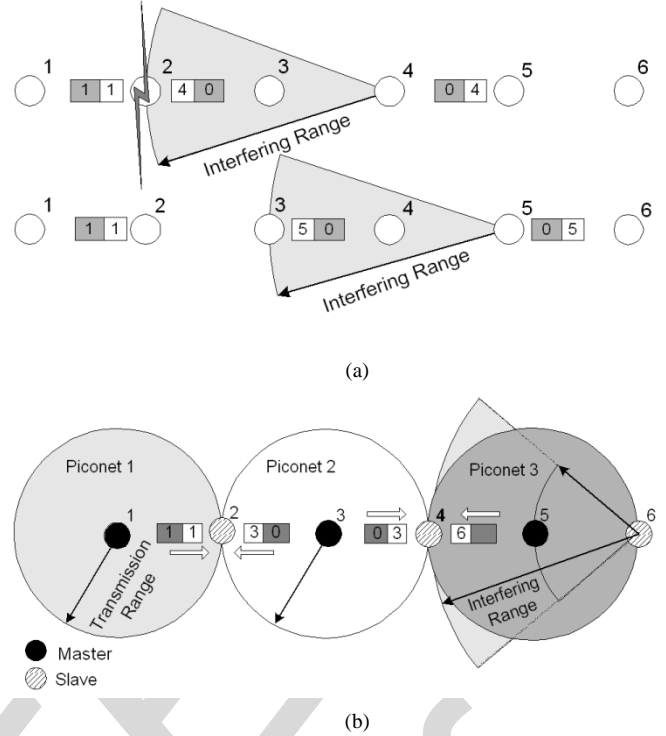 1 2 3 4 5 6
1 1 4 0 0 4
Interfering Range
1 2 3 4 5 6
1 1 5 0 0 5
Interfering Range
(a)
Piconet 1 Piconet 2 Piconet 3
1 2 3 4 5 6
1 1 3 0 0 3 6
Transmission
Range
Interfering
Range
Master
Slave
(b)